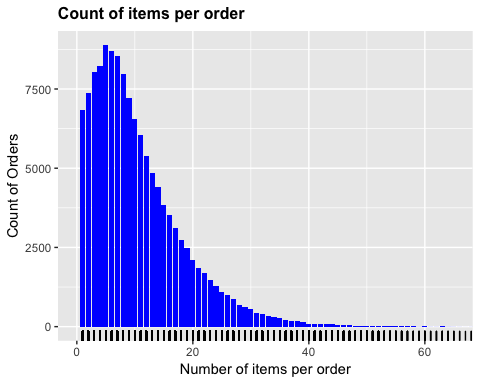 Count of items per order
Count of Orders
7500
5000
2500
0
0 20 40 60
Number of items per order